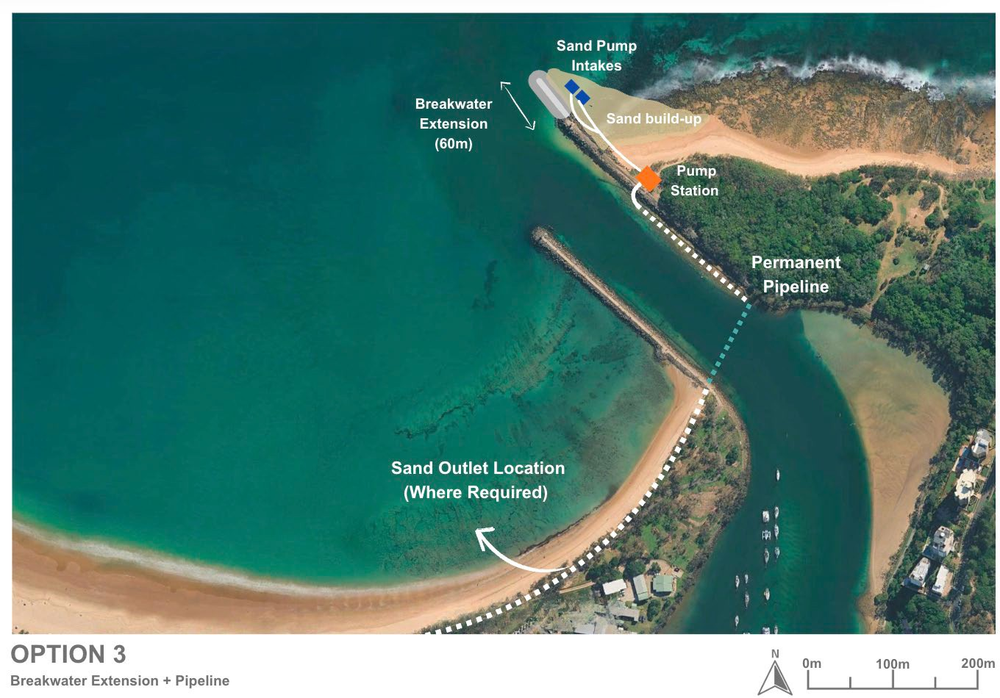 Sand Pump
Intakes
Breakwater
Extension
(60m)
Sand build-up
Pump
Station
Permanent
Pipeline
Sand Outlet Location
(Where Required)
OPTION 3
Breakwater Extension + Pipeline
N
0m 100m 200m